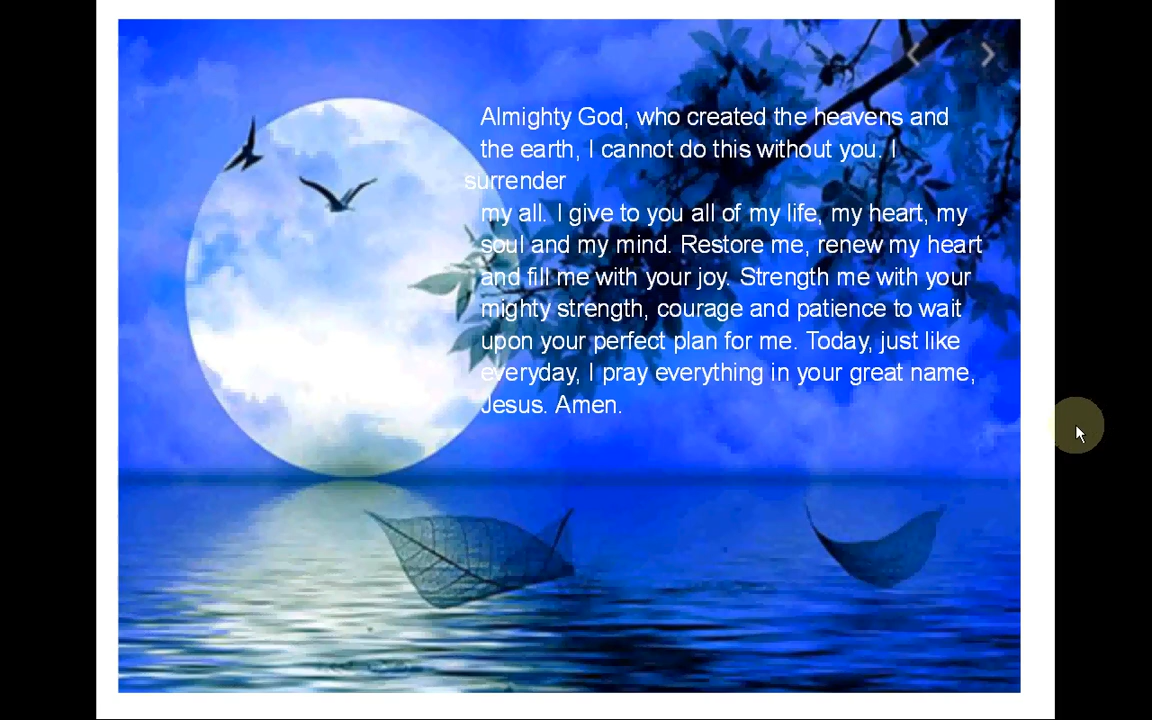 Almighty God, who created the heavens and
the earth, I cannot do this without you. I
surrender
my all. I give to you all of my life, my heart, my
soul and my mind. Restore me, renew my heart
and fill me with your joy. Strength me with your
mighty strength, courage and patience to wait
upon your perfect plan for me. Today, just like
everyday, I pray everything in your great name,
Jesus. Amen.